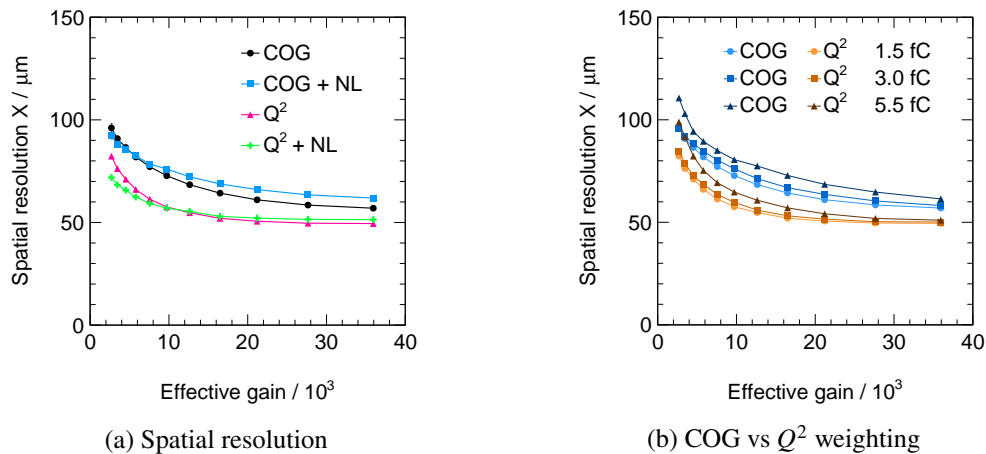 150
100
50
0
0 10 20 30 40
Spatial resolution X / μm
Effective gain / 10³
COG
COG + NL
Q²
Q² + NL
(a) Spatial resolution
150
100
50
0
0 10 20 30 40
Spatial resolution X / μm
Effective gain / 10³
COG Q² 1.5 fC
COG Q² 3.0 fC
COG Q² 5.5 fC
(b) COG vs Q² weighting